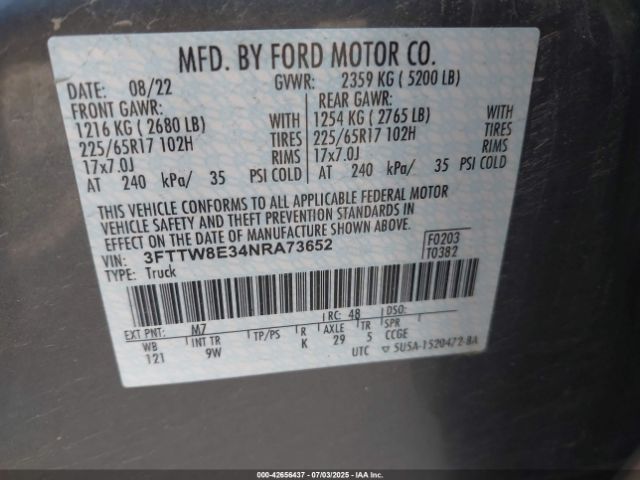 MFD. BY FORD MOTOR CO.
DATE: 08/22 GVWR: 2359 KG ( 5200 LB)
FRONT GAWR: REAR GAWR:
1216 KG ( 2680 LB) WITH 1254 KG ( 2765 LB) WITH
225/65R17 102H TIRES 225/65R17 102H TIRES
17x7.0J RIMS 17x7.0J RIMS
AT 240 kPa/ 35 PSI COLD AT 240 kPa/ 35 PSI COLD
THIS VEHICLE CONFORMS TO ALL APPLICABLE FEDERAL MOTOR
VEHICLE SAFETY AND THEFT PREVENTION STANDARDS IN
EFFECT ON THE DATE OF MANUFACTURE SHOWN ABOVE.
VIN: 3FTTW8E34NRA73652 F0203
TYPE: Truck T0382
RC: 48 DSO:
EXT PNT: M7
WB INT TR TP/PS R AXLE TR SPR
121 9W K 29 5 CCGE
UTC ▽ 5U5A-1520472-BA
000-42656437 - 07/03/2025 - IAA Inc.